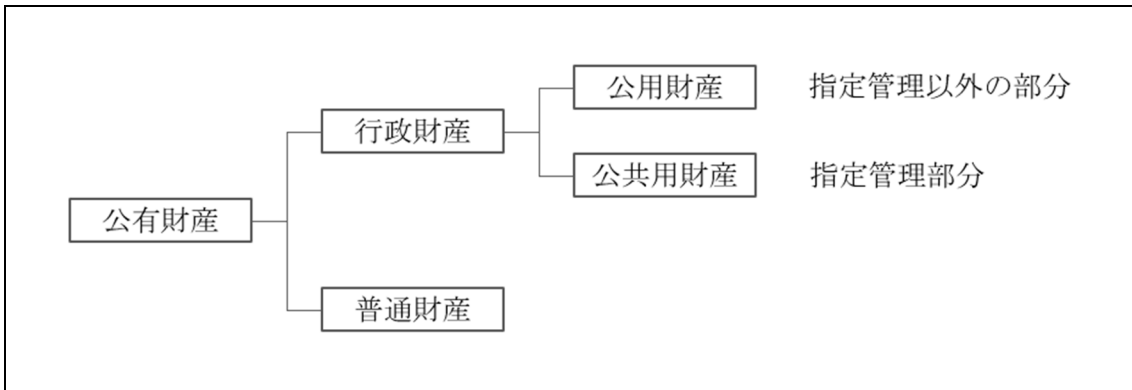 公用財産 指定管理以外の部分
行政財産
公共用財産 指定管理部分
公有財産
普通財産